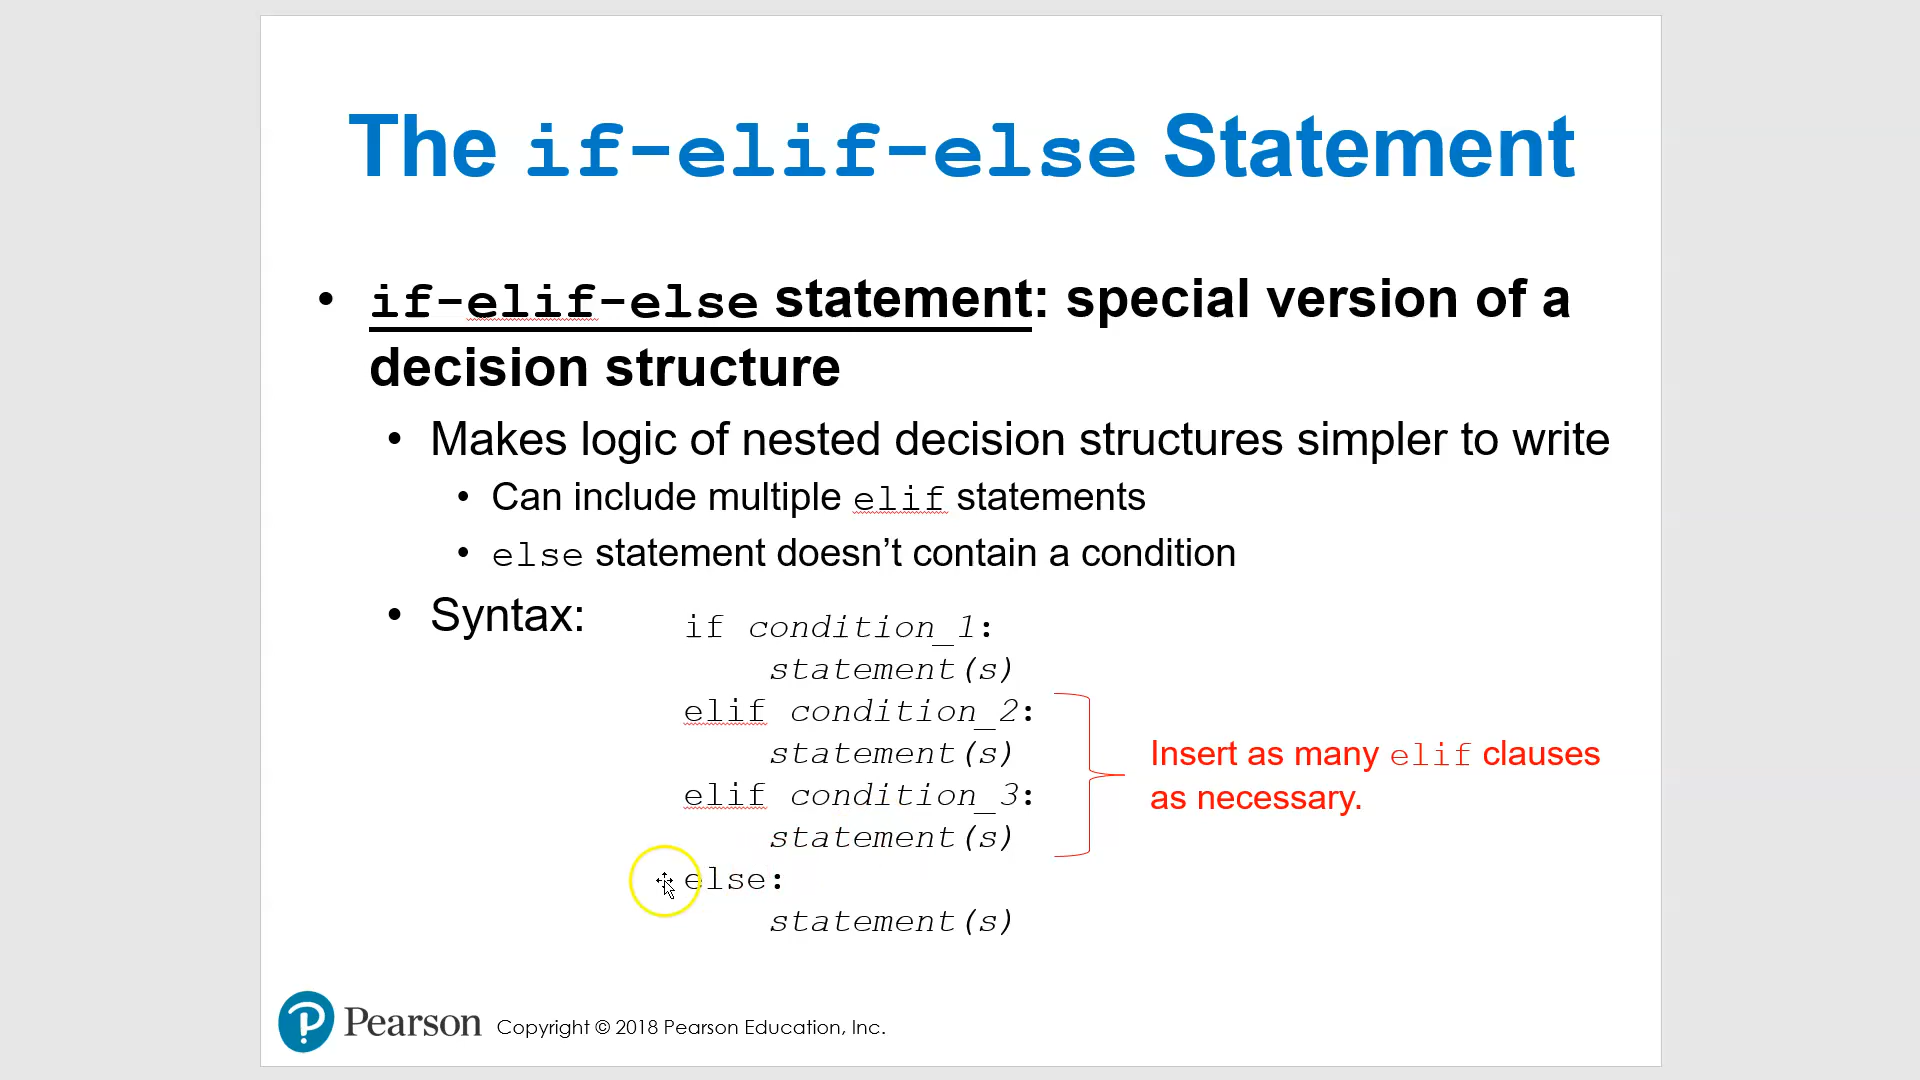 The if-elif-else Statement
• if-elif-else statement: special version of a
decision structure
• Makes logic of nested decision structures simpler to write
• Can include multiple elif statements
• else statement doesn’t contain a condition
• Syntax:
if condition_1:
statement(s)
elif condition_2:
statement(s)
elif condition_3:
statement(s)
else:
statement(s)
Insert as many elif clauses
as necessary.
Pearson Copyright © 2018 Pearson Education, Inc.